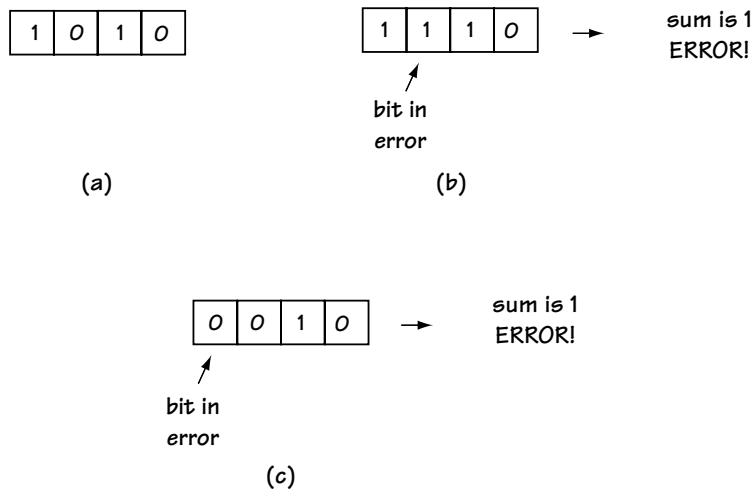 1 0 1 0
(a)
1 1 1 0
sum is 1
ERROR!
bit in
error
(b)
0 0 1 0
sum is 1
ERROR!
bit in
error
(c)